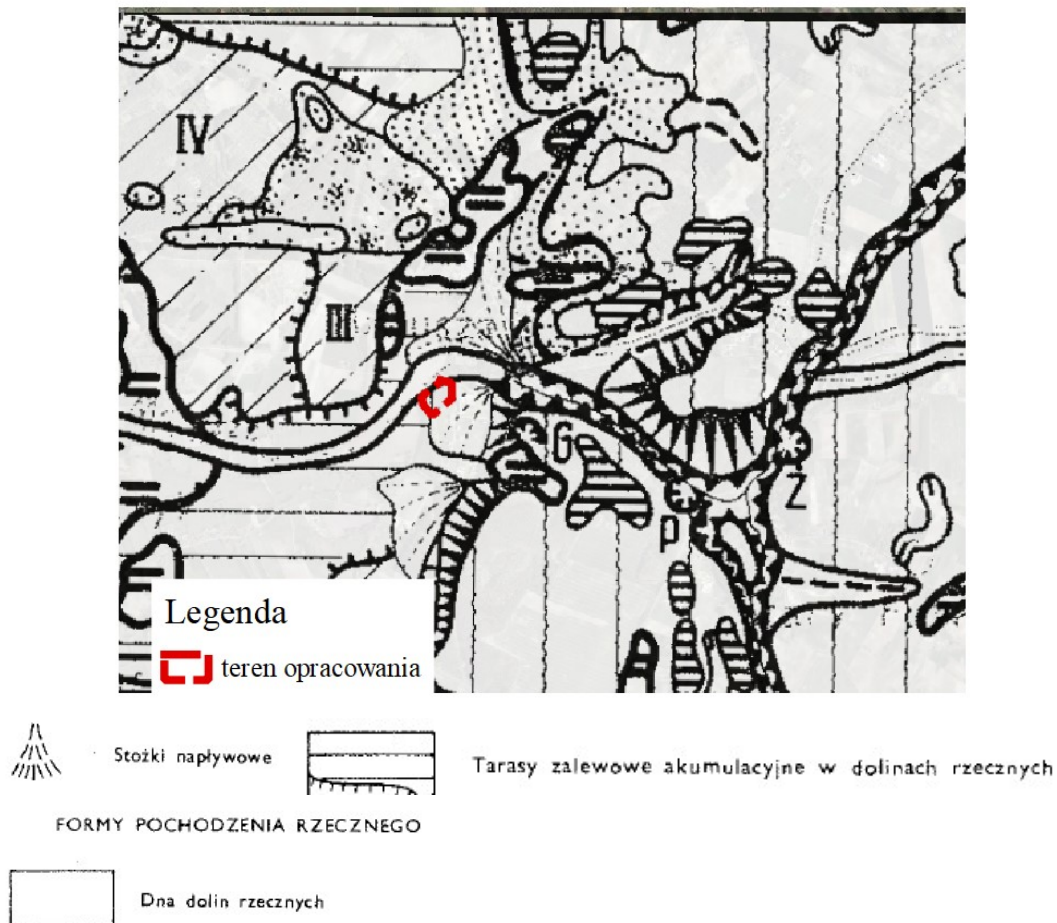 IV
III
G
Z
P
Legenda
teren opracowania
Stożki napływowe
Tarasy zalewowe akumulacyjne w dolinach rzecznych
FORMY POCHODZENIA RZECZNEGO
Dna dolin rzecznych